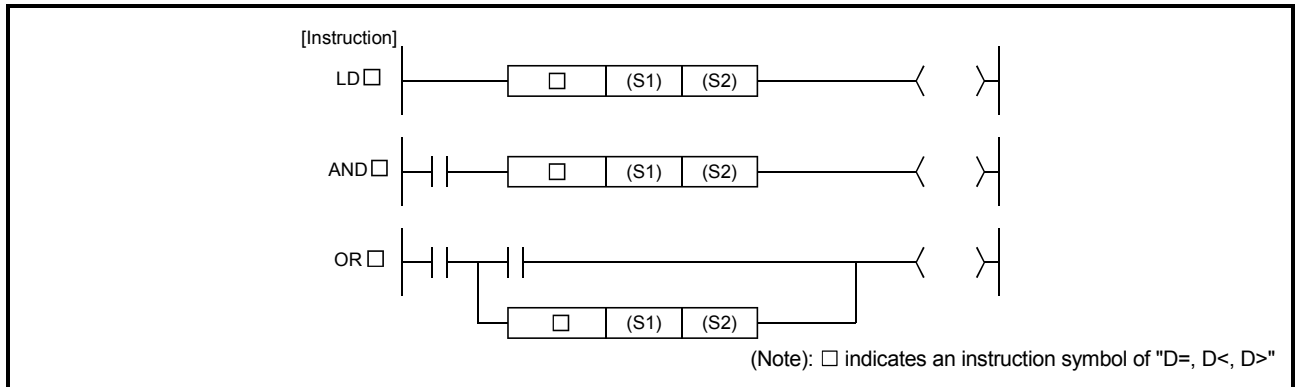 [Instruction]
LD□
□ (S1) (S2)
AND□
□ (S1) (S2)
OR□
□ (S1) (S2)
(Note): □ indicates an instruction symbol of "D=, D<, D>"